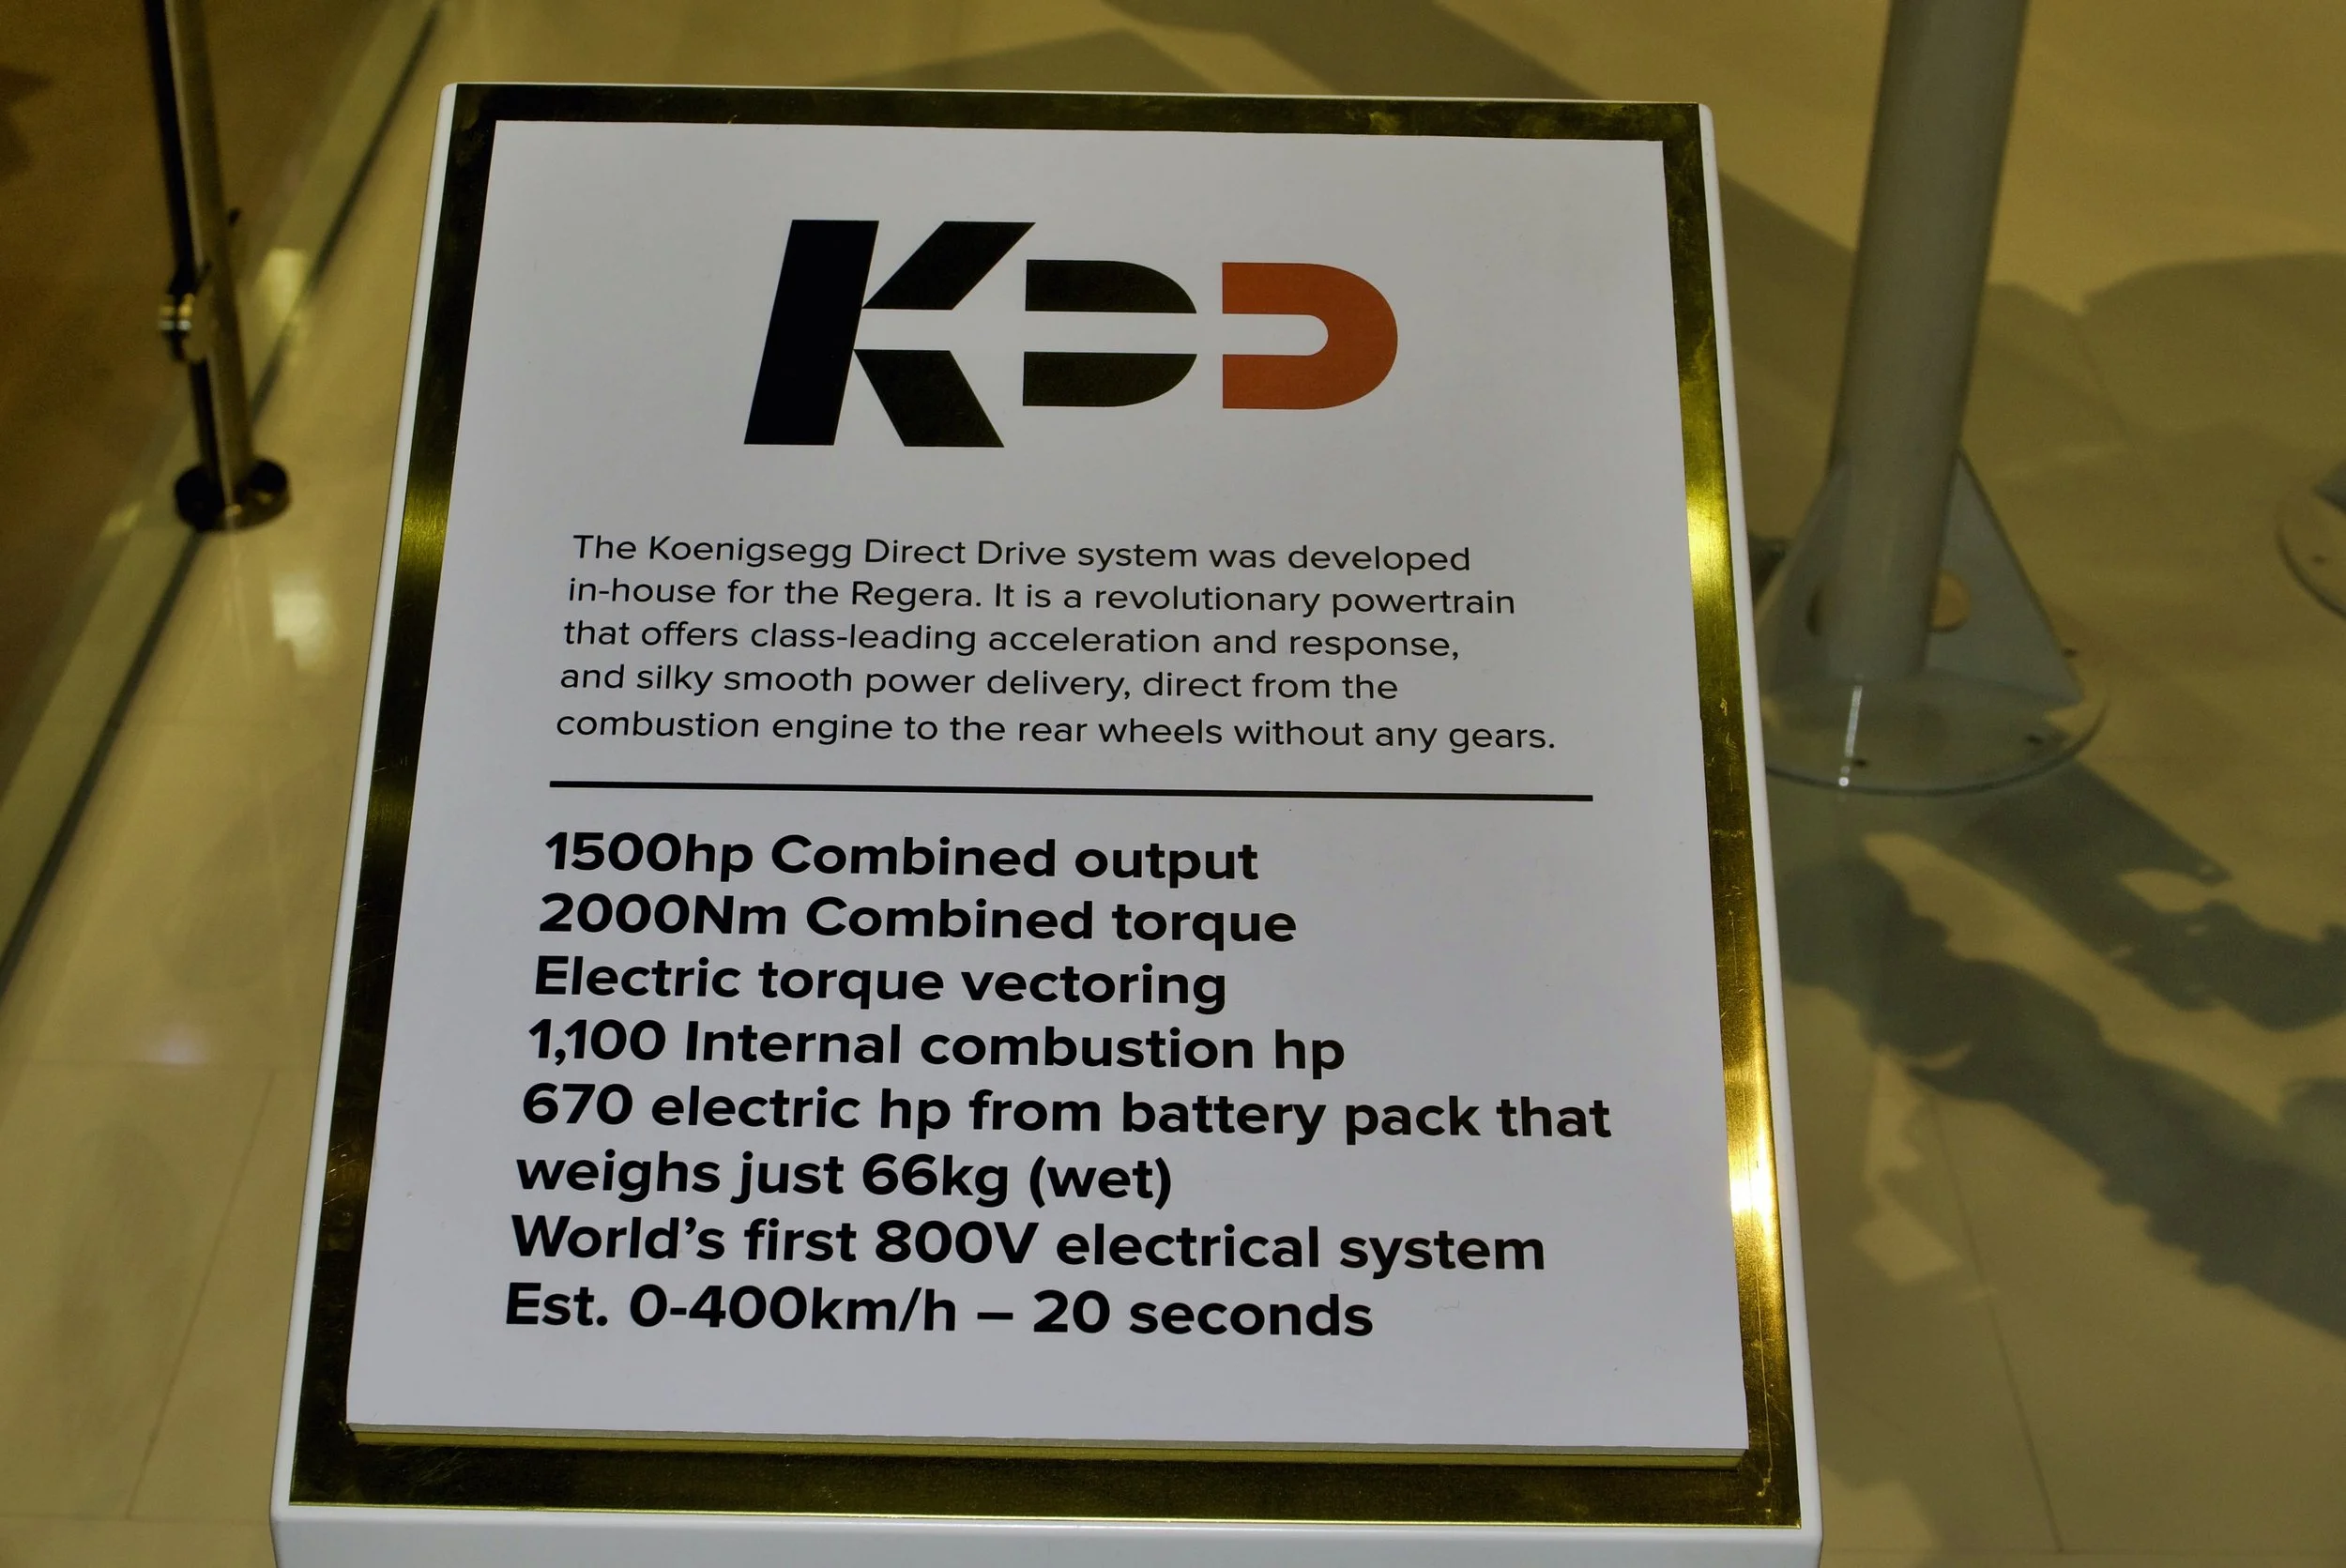 KDD
The Koenigsegg Direct Drive system was developed
in-house for the Regera. It is a revolutionary powertrain
that offers class-leading acceleration and response,
and silky smooth power delivery, direct from the
combustion engine to the rear wheels without any gears.
1500hp Combined output
2000Nm Combined torque
Electric torque vectoring
1,100 Internal combustion hp
670 electric hp from battery pack that
weighs just 66kg (wet)
World’s first 800V electrical system
Est. 0-400km/h – 20 seconds